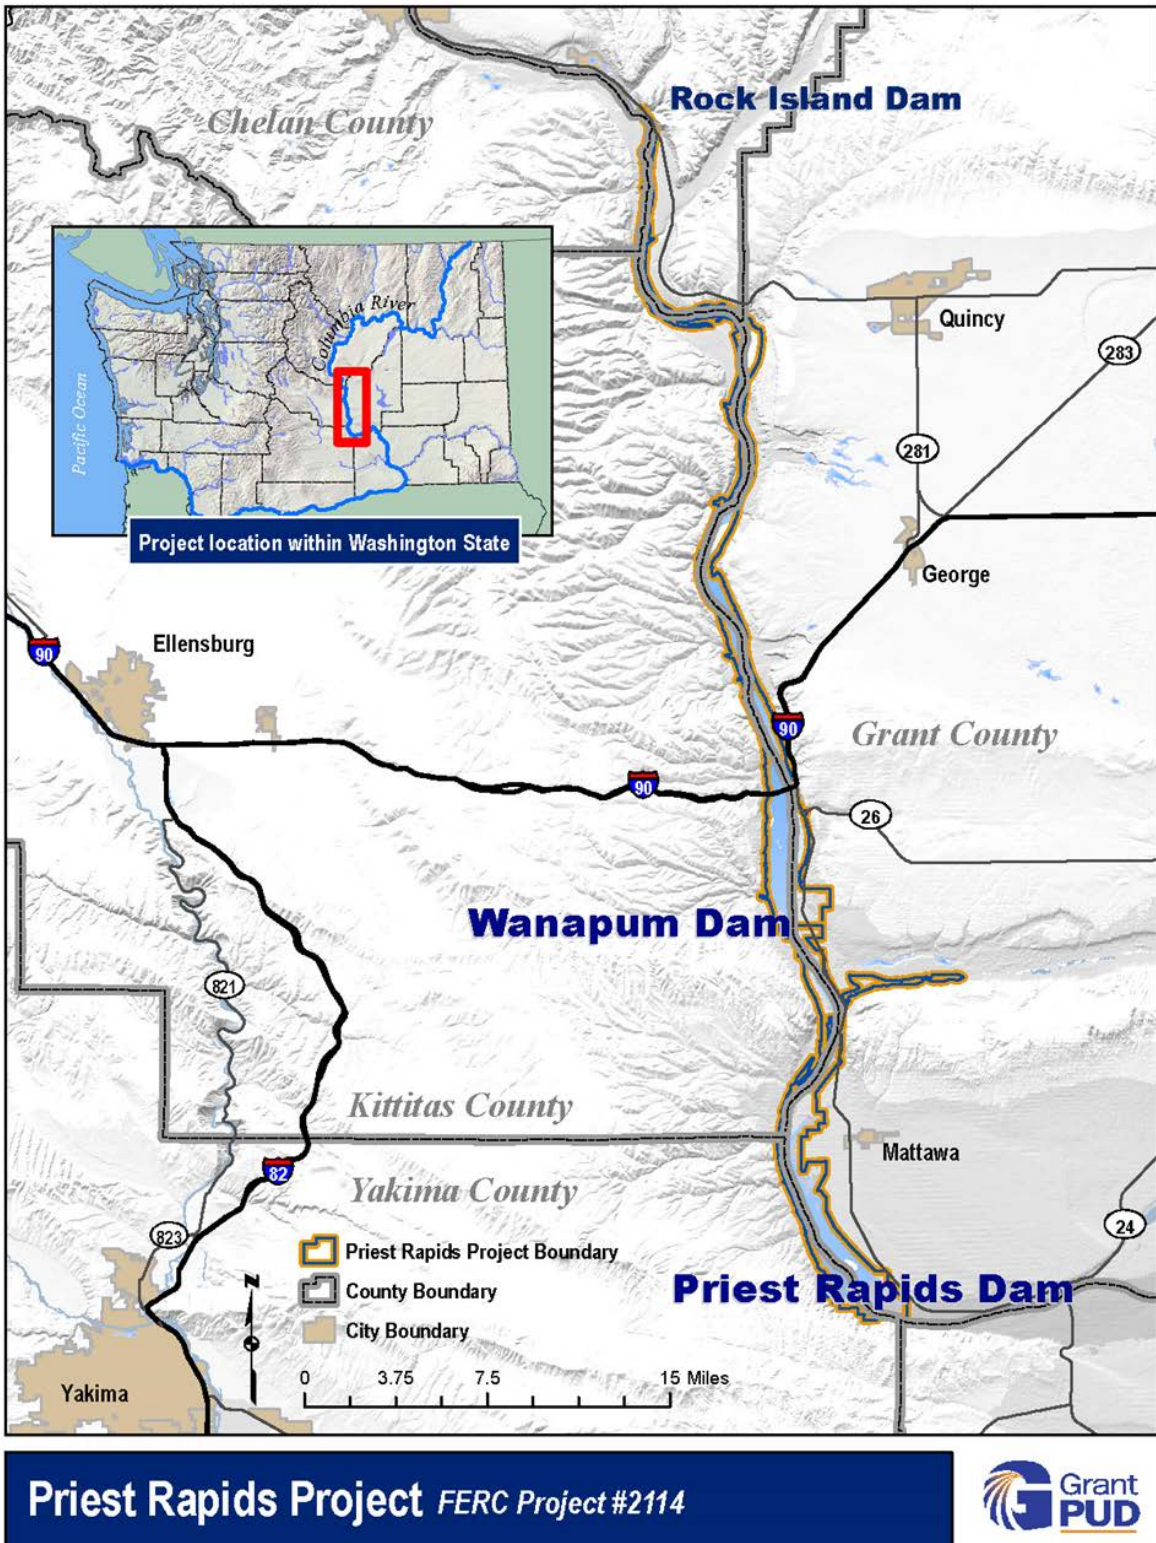 Rock Island Dam
Chelan County
Columbia River
Pacific Ocean
Project location within Washington State
Quincy
283
281
George
Ellensburg
90
90
Grant County
90
26
Wanapum Dam
821
Kittitas County
Mattawa
82
Yakima County
823
24
Priest Rapids Project Boundary
Priest Rapids Dam
County Boundary
N
City Boundary
0 3.75 7.5 15 Miles
Yakima
Priest Rapids Project FERC Project #2114
Grant
PUD